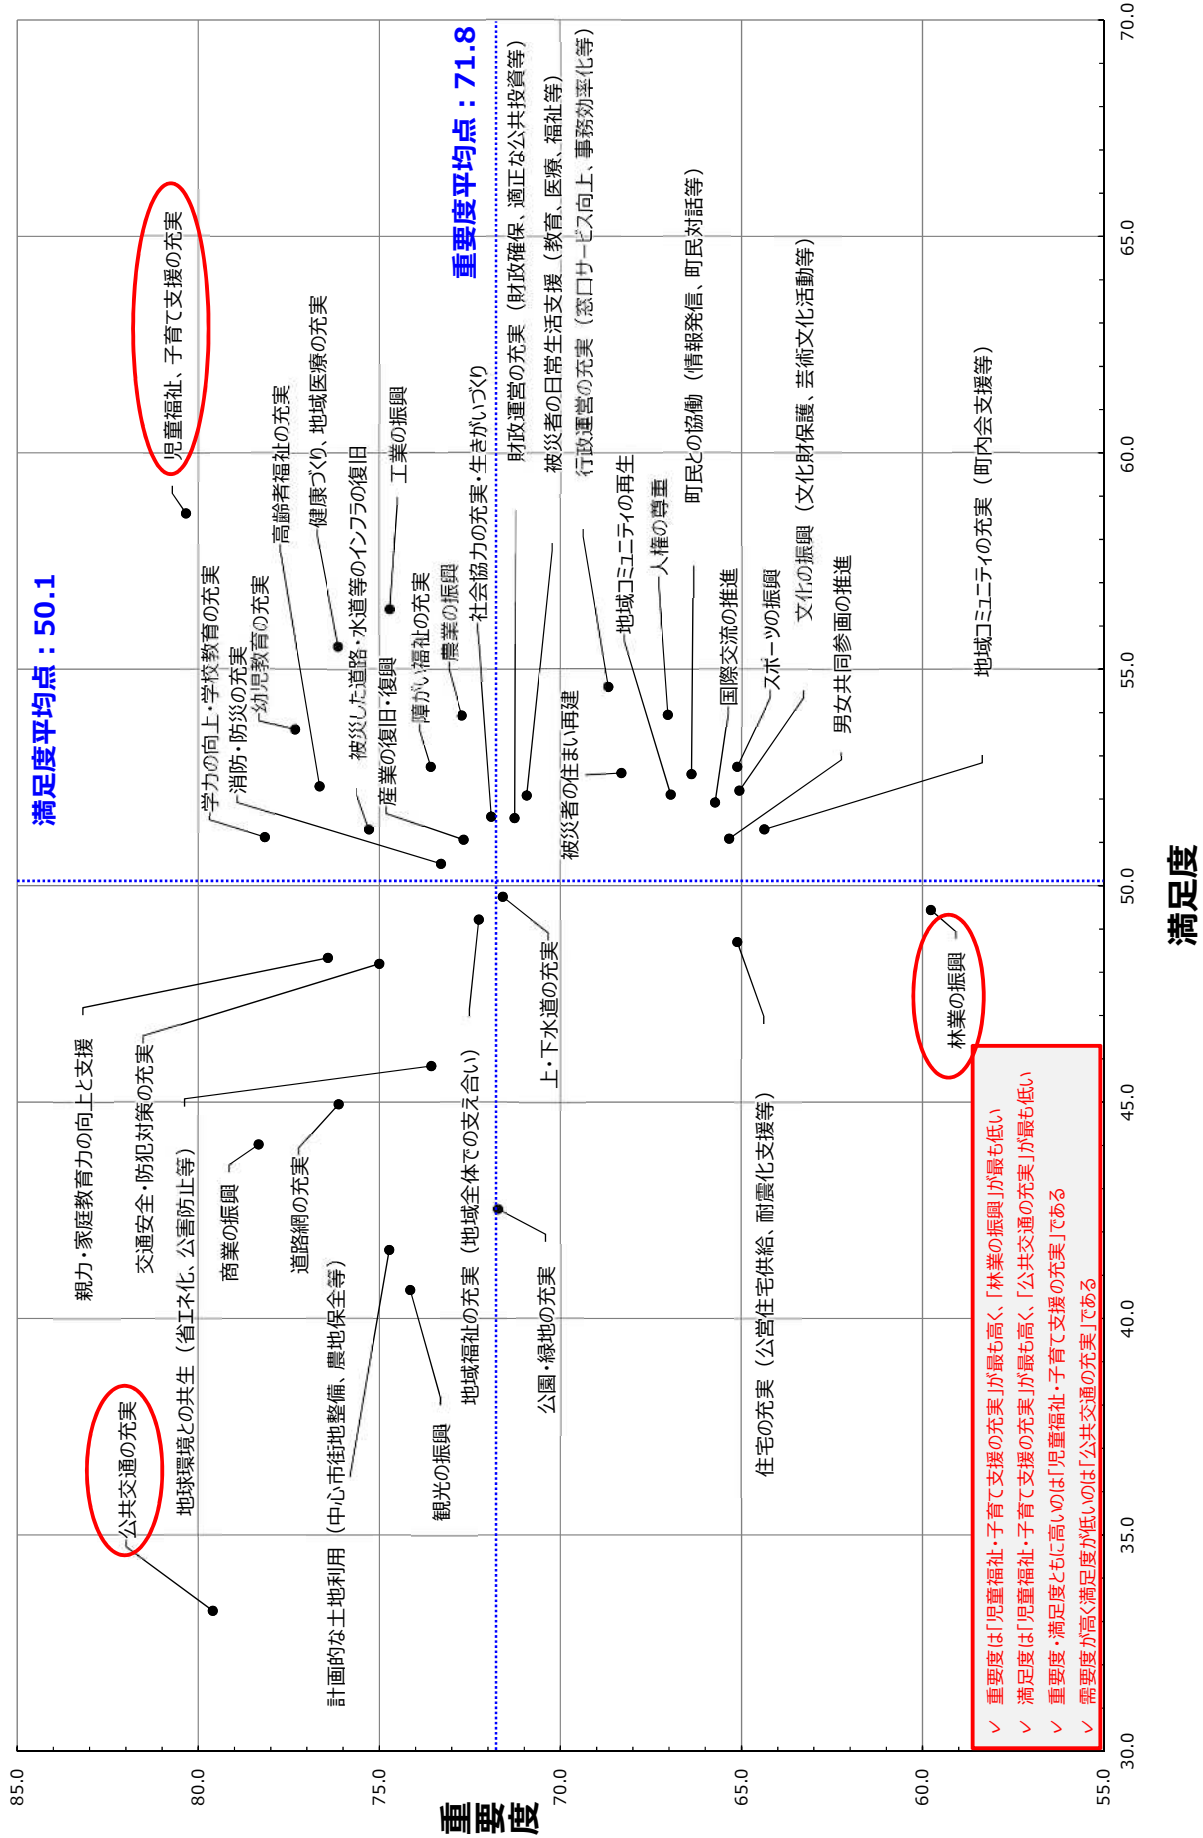 満足度平均点：50.1
重要度平均点：71.8
重要度
満足度
85.0
80.0
75.0
70.0
65.0
60.0
55.0
30.0
35.0
40.0
45.0
50.0
55.0
60.0
65.0
70.0
児童福祉、子育て支援の充実
公共交通の充実
親力・家庭教育力の向上と支援
交通安全・防犯対策の充実
地球環境との共生（省エネ化、公害防止等）
商業の振興
道路網の充実
計画的な土地利用（中心市街地整備、農地保全等）
観光の振興
地域福祉の充実（地域全体での支え合い）
公園・緑地の充実
上・下水道の充実
住宅の充実（公営住宅供給、耐震化支援等）
林業の振興
学力の向上・学校教育の充実
消防・防災の充実
幼児教育の充実
高齢者福祉の充実
健康づくり、地域医療の充実
被災した道路・水道等のインフラの復旧
産業の復旧・復興
工業の振興
障がい福祉の充実
農業の振興
社会協力の充実・生きがいづくり
財政運営の充実（財政確保、適正な公共投資等）
被災者の日常生活支援（教育、医療、福祉等）
行政運営の充実（窓口サービス向上、事務効率化等）
被災者の住まい再建
地域コミュニティの再生
人権の尊重
町民との協働（情報発信、町民対話等）
国際交流の推進
スポーツの振興
文化の振興（文化財保護、芸術文化活動等）
男女共同参画の推進
地域コミュニティの充実（町内会支援等）
✓ 重要度は「児童福祉・子育て支援の充実」が最も高く、「林業の振興」が最も低い
✓ 満足度は「児童福祉・子育て支援の充実」が最も高く、「公共交通の充実」が最も低い
✓ 重要度・満足度ともに高いのは「児童福祉・子育て支援の充実」である
✓ 需要度が高く満足度が低いのは「公共交通の充実」である